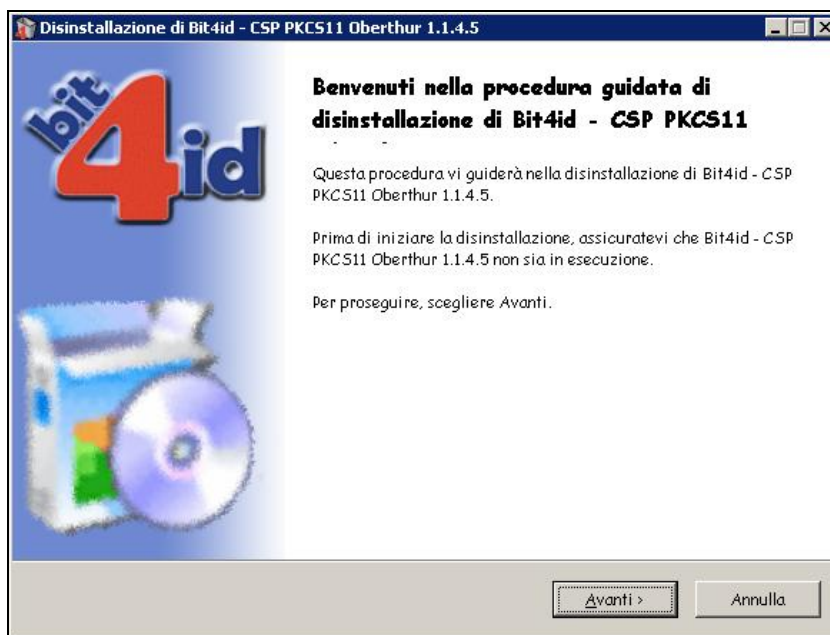 Disinstallazione di Bit4id - CSP PKCS11 Oberthur 1.1.4.5
bit
4id
Benvenuti nella procedura guidata di
disinstallazione di Bit4id - CSP PKCS11
Questa procedura vi guiderà nella disinstallazione di Bit4id - CSP
PKCS11 Oberthur 1.1.4.5.
Prima di iniziare la disinstallazione, assicuratevi che Bit4id - CSP
PKCS11 Oberthur 1.1.4.5 non sia in esecuzione.
Per proseguire, scegliere Avanti.
Avanti >
Annulla